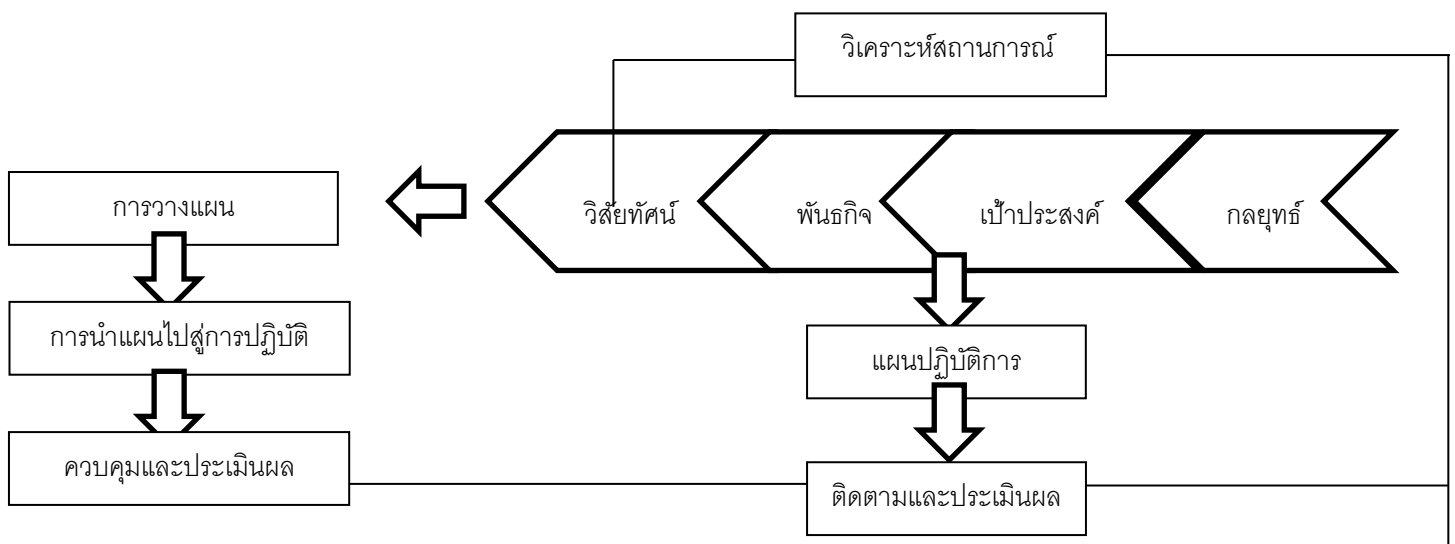 วิเคราะห์สถานการณ์
การวางแผน
วิสัยทัศน์
พันธกิจ
เป้าประสงค์
กลยุทธ์
การนำแผนไปสู่การปฏิบัติ
แผนปฏิบัติการ
ควบคุมและประเมินผล
ติดตามและประเมินผล